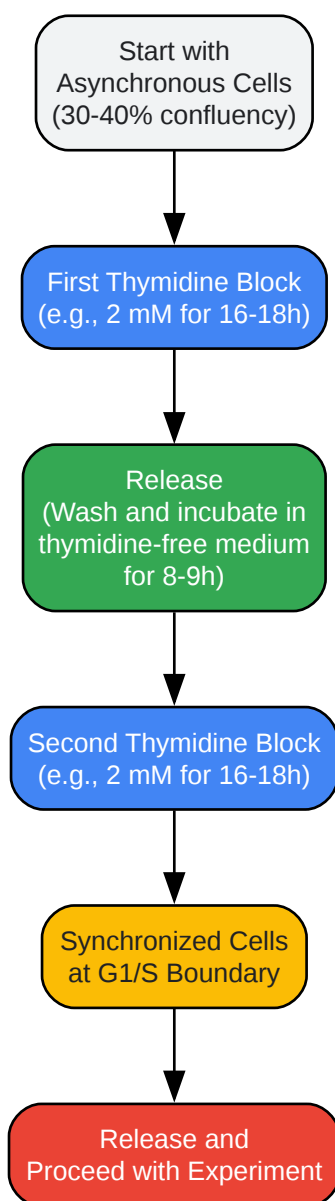 Start with
Asynchronous Cells
(30-40% confluency)
First Thymidine Block
(e.g., 2 mM for 16-18h)
Release
(Wash and incubate in
thymidine-free medium
for 8-9h)
Second Thymidine Block
(e.g., 2 mM for 16-18h)
Synchronized Cells
at G1/S Boundary
Release and
Proceed with Experiment